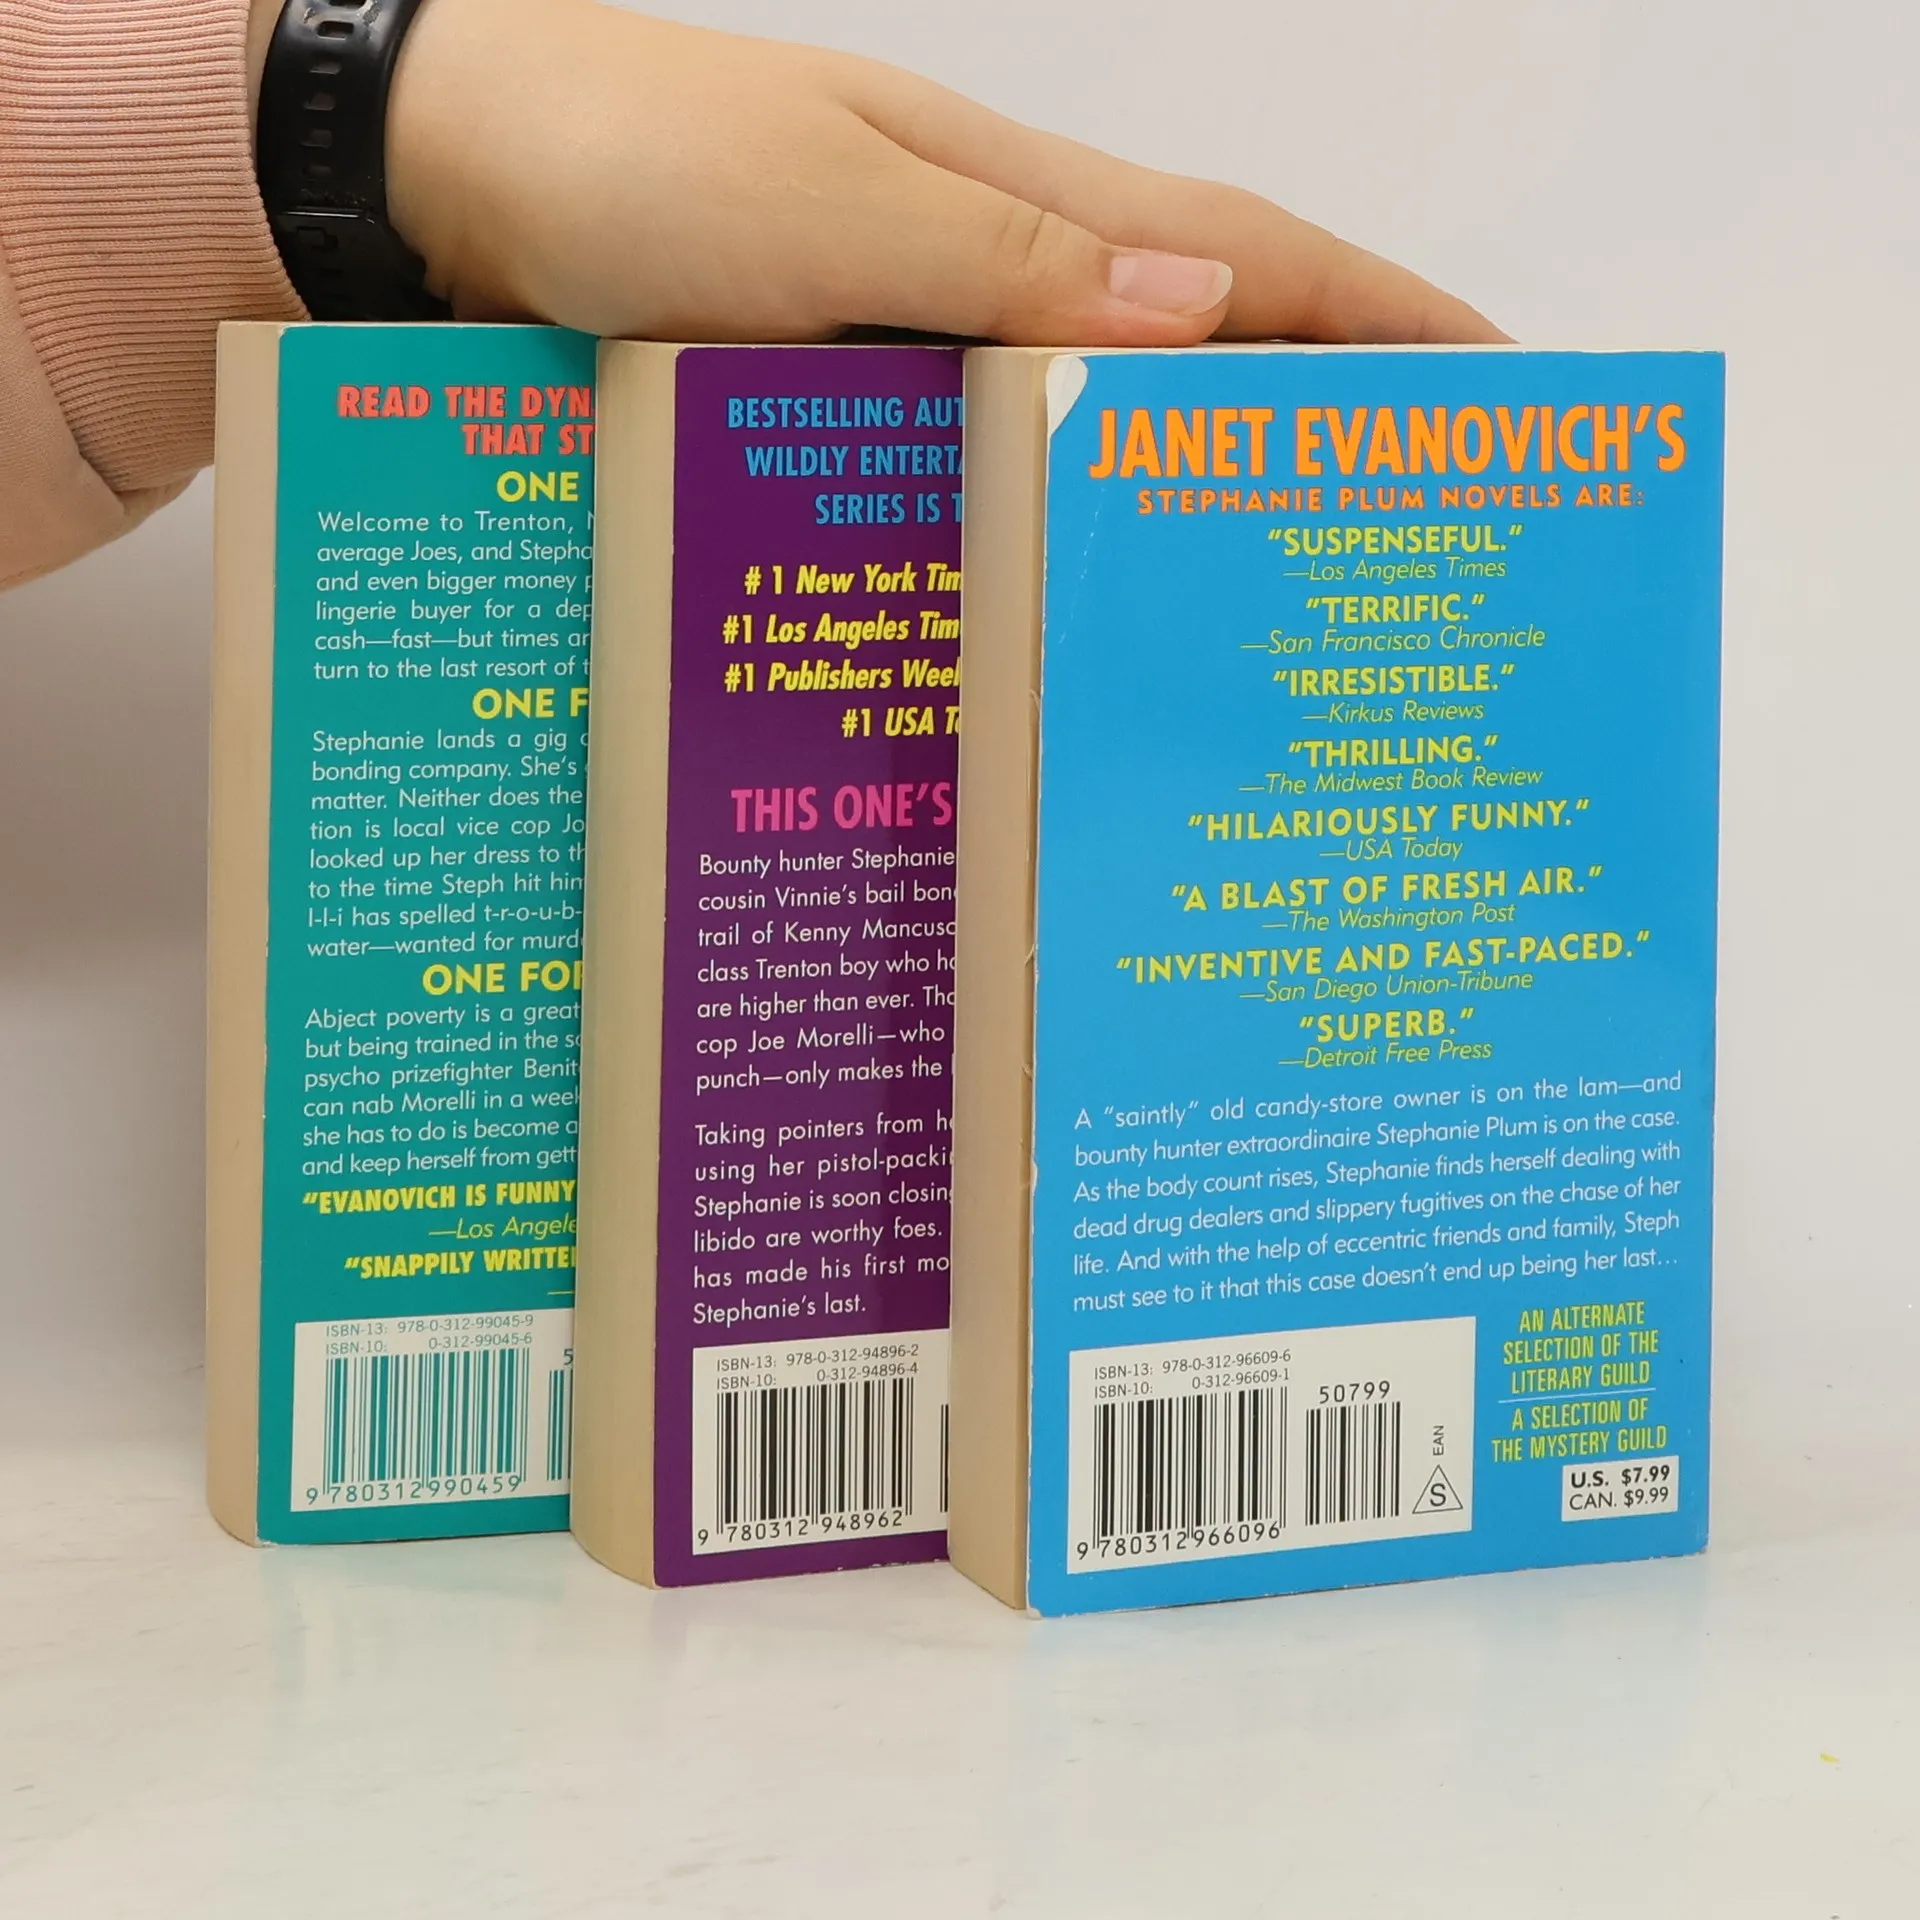 READ THE DYN
THAT ST
ONE
Welcome to Trenton,
average Joes, and Stepha
and even bigger money
lingerie buyer for a dep
cash—fast—but times ar
turn to the last resort of
ONE F
Stephanie lands a gig
bonding company. She's
matter. Neither does the
tion is local vice cop Jo
looked up her dress to th
to the time Steph hit him
l-l-i has spelled t-r-o-u-b-
water—wanted for murd
ONE FOR
Abject poverty is a great
but being trained in the sc
psycho prizefighter Benit
can nab Morelli in a week
she has to do is become a
and keep herself from gett
"EVANOVICH IS FUNNY
—Los Angele
"SNAPPILY WRITTEN
ISBN-13: 978-0-312-99045-9
ISBN-10: 0-312-99045-6
5
9 780312 990459
BESTSELLING AUT
WILDLY ENTERTA
SERIES IS T
# 1 New York Tim
#1 Los Angeles Tim
#1 Publishers Week
#1 USA To
THIS ONE'S
Bounty hunter Stephanie
cousin Vinnie's bail bon
trail of Kenny Mancuso
class Trenton boy who ha
are higher than ever. Tha
cop Joe Morelli—who
punch—only makes the
Taking pointers from he
using her pistol-packi
Stephanie is soon closing
libido are worthy foes.
has made his first mo
Stephanie's last.
ISBN-13: 978-0-312-94896-2
ISBN-10: 0-312-94896-4
9 780312 948962
JANET EVANOVICH'S
STEPHANIE PLUM NOVELS ARE:
"SUSPENSEFUL."
—Los Angeles Times
"TERRIFIC."
—San Francisco Chronicle
"IRRESISTIBLE."
—Kirkus Reviews
"THRILLING."
—The Midwest Book Review
"HILARIOUSLY FUNNY."
—USA Today
"A BLAST OF FRESH AIR."
—The Washington Post
"INVENTIVE AND FAST-PACED."
—San Diego Union-Tribune
"SUPERB."
—Detroit Free Press
A "saintly" old candy-store owner is on the lam—and
bounty hunter extraordinaire Stephanie Plum is on the case.
As the body count rises, Stephanie finds herself dealing with
dead drug dealers and slippery fugitives on the chase of her
life. And with the help of eccentric friends and family, Steph
must see to it that this case doesn't end up being her last...
AN ALTERNATE
SELECTION OF THE
LITERARY GUILD
A SELECTION OF
THE MYSTERY GUILD
U.S. $7.99
CAN. $9.99
ISBN-13: 978-0-312-96609-6
ISBN-10: 0-312-96609-1
50799
EAN
S
9 780312 966096